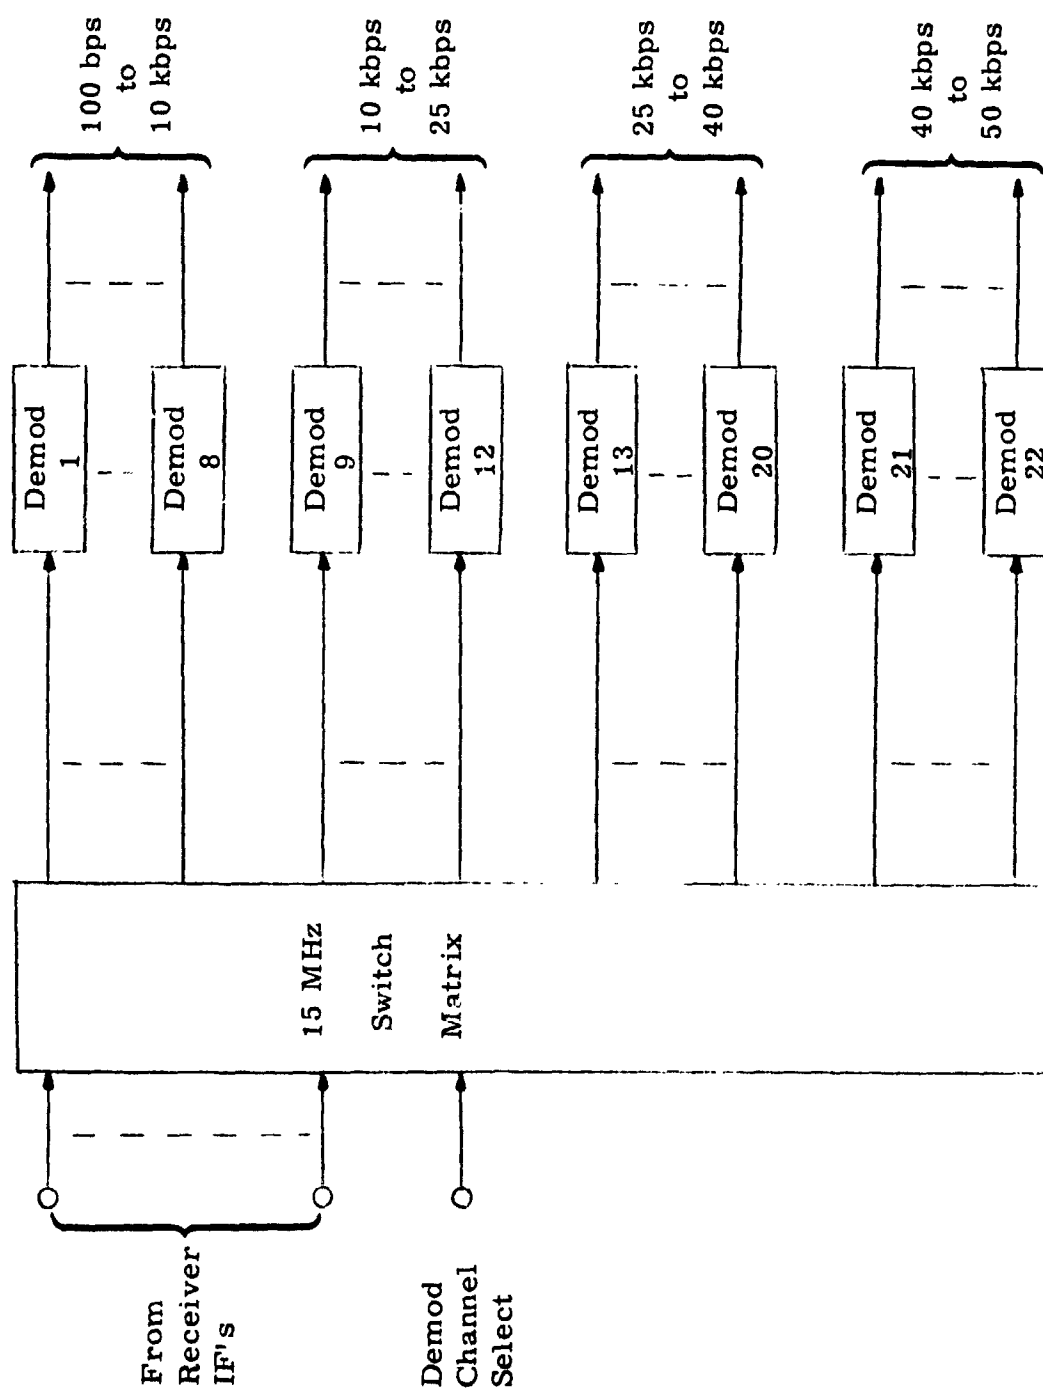 From
Receiver
IF's
Demod
Channel
Select
15 MHz
Switch
Matrix
Demod
1
Demod
8
Demod
9
Demod
12
Demod
13
Demod
20
Demod
21
Demod
22
100 bps
to
10 kbps
10 kbps
to
25 kbps
25 kbps
to
40 kbps
40 kbps
to
50 kbps